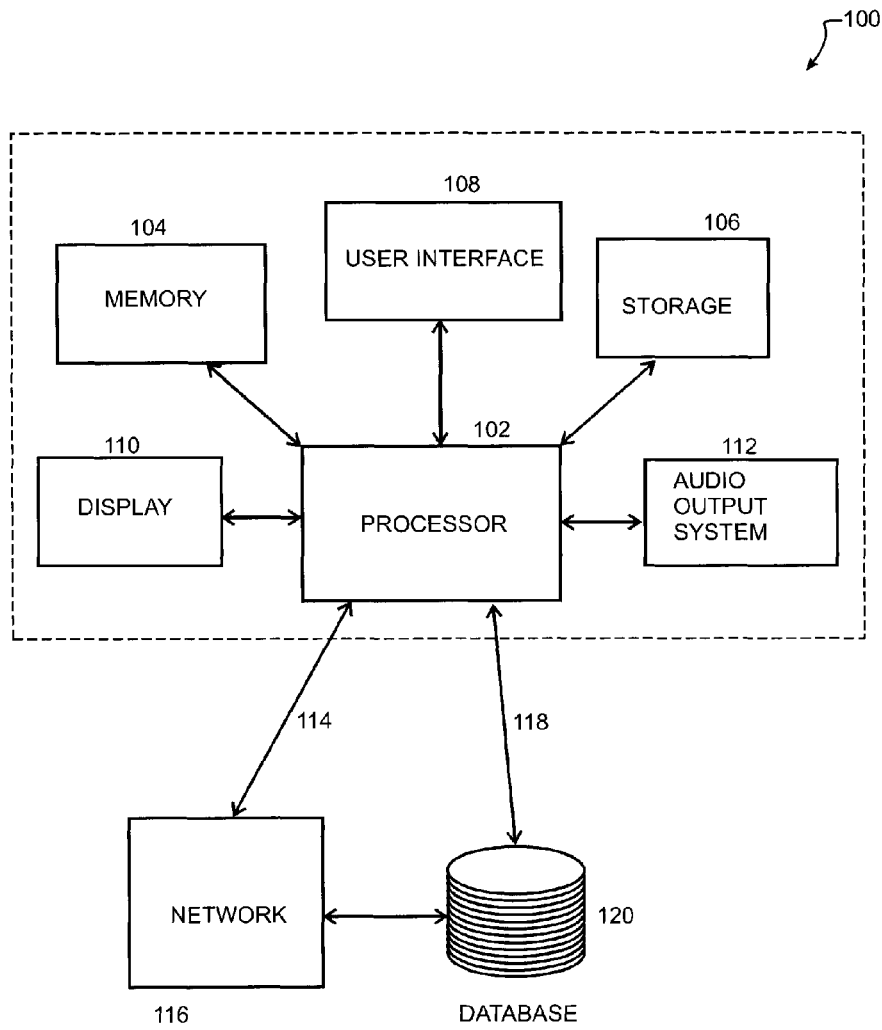 100
108
104
106
USER INTERFACE
MEMORY
STORAGE
102
110
112
DISPLAY
PROCESSOR
AUDIO
OUTPUT
SYSTEM
114
118
NETWORK
120
116
DATABASE